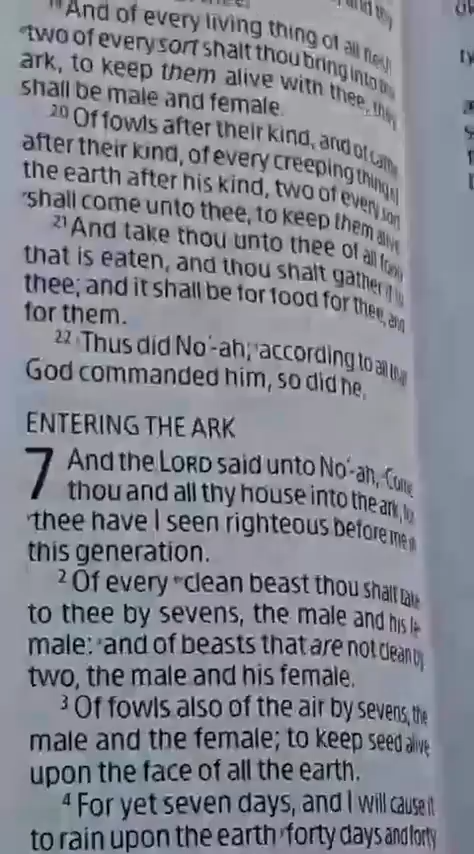 19 And of every living thing of all flesh,
two of every sort shalt thou bring into the
ark, to keep them alive with thee; they
shall be male and female.
20 Of fowls after their kind, and of cattle
after their kind, of every creeping thing of
the earth after his kind, two of every sort
shall come unto thee, to keep them alive.
21 And take thou unto thee of all food
that is eaten, and thou shalt gather it to
thee; and it shall be for food for thee, and
for them.
22 Thus did No´-ah; according to all that
God commanded him, so did he.
ENTERING THE ARK
7 And the LORD said unto No´-ah, Come
thou and all thy house into the ark; for
thee have I seen righteous before me in
this generation.
2 Of every clean beast thou shalt take
to thee by sevens, the male and his fe-
male: and of beasts that are not clean by
two, the male and his female.
3 Of fowls also of the air by sevens, the
male and the female; to keep seed alive
upon the face of all the earth.
4 For yet seven days, and I will cause it
to rain upon the earth forty days and forty